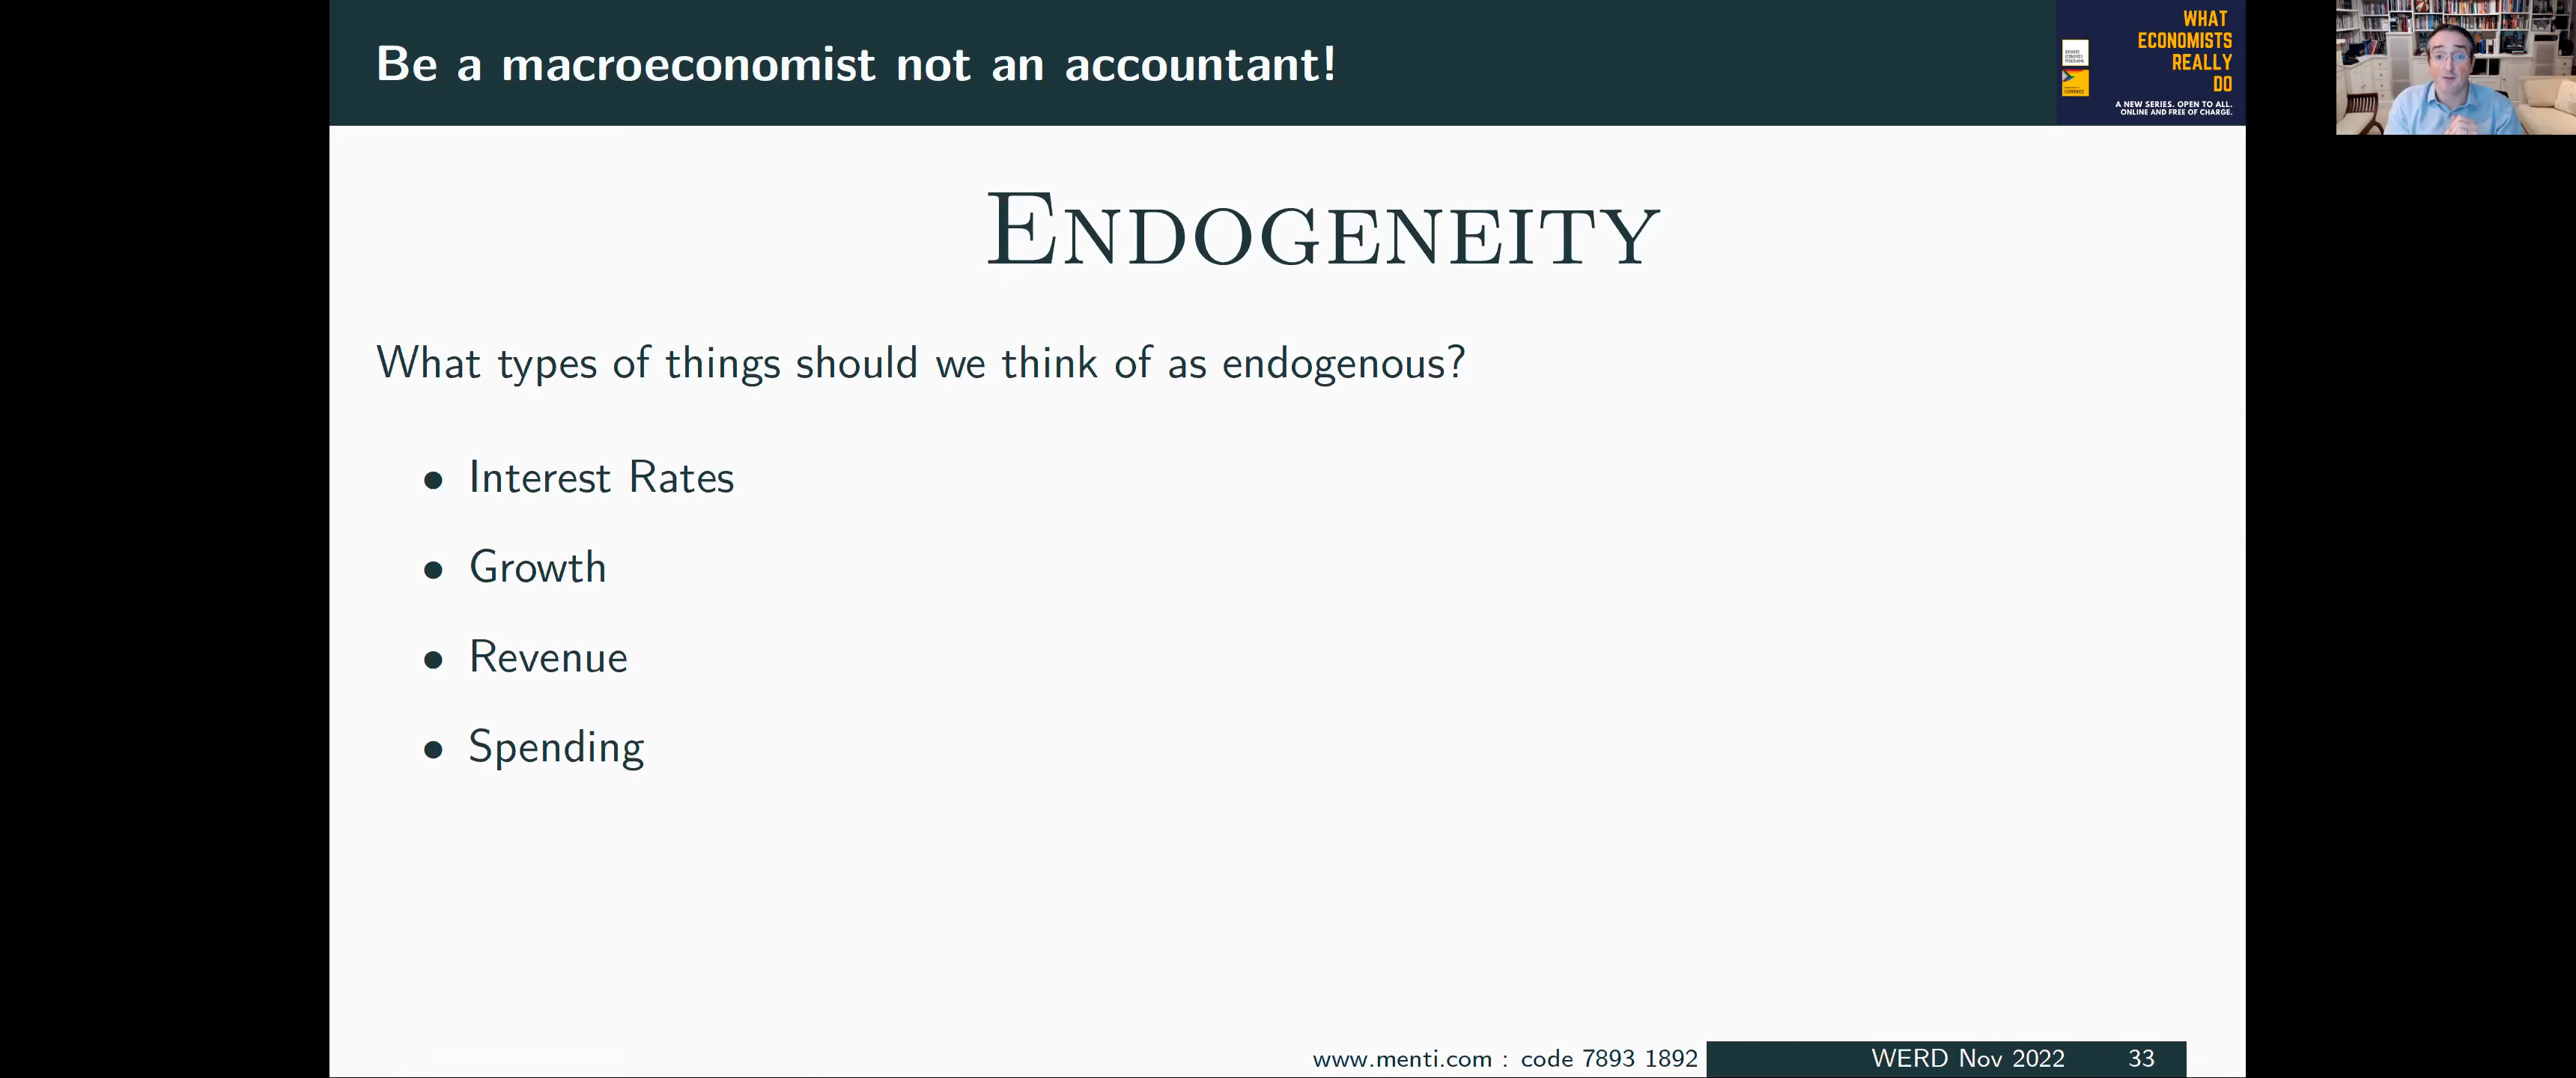 Be a macroeconomist not an accountant!
WHAT
ECONOMISTS
REALLY
DO
A NEW SERIES. OPEN TO ALL.
ONLINE AND FREE OF CHARGE.
ENDOGENEITY
What types of things should we think of as endogenous?
• Interest Rates
• Growth
• Revenue
• Spending
www.menti.com : code 7893 1892
WERD Nov 2022 33